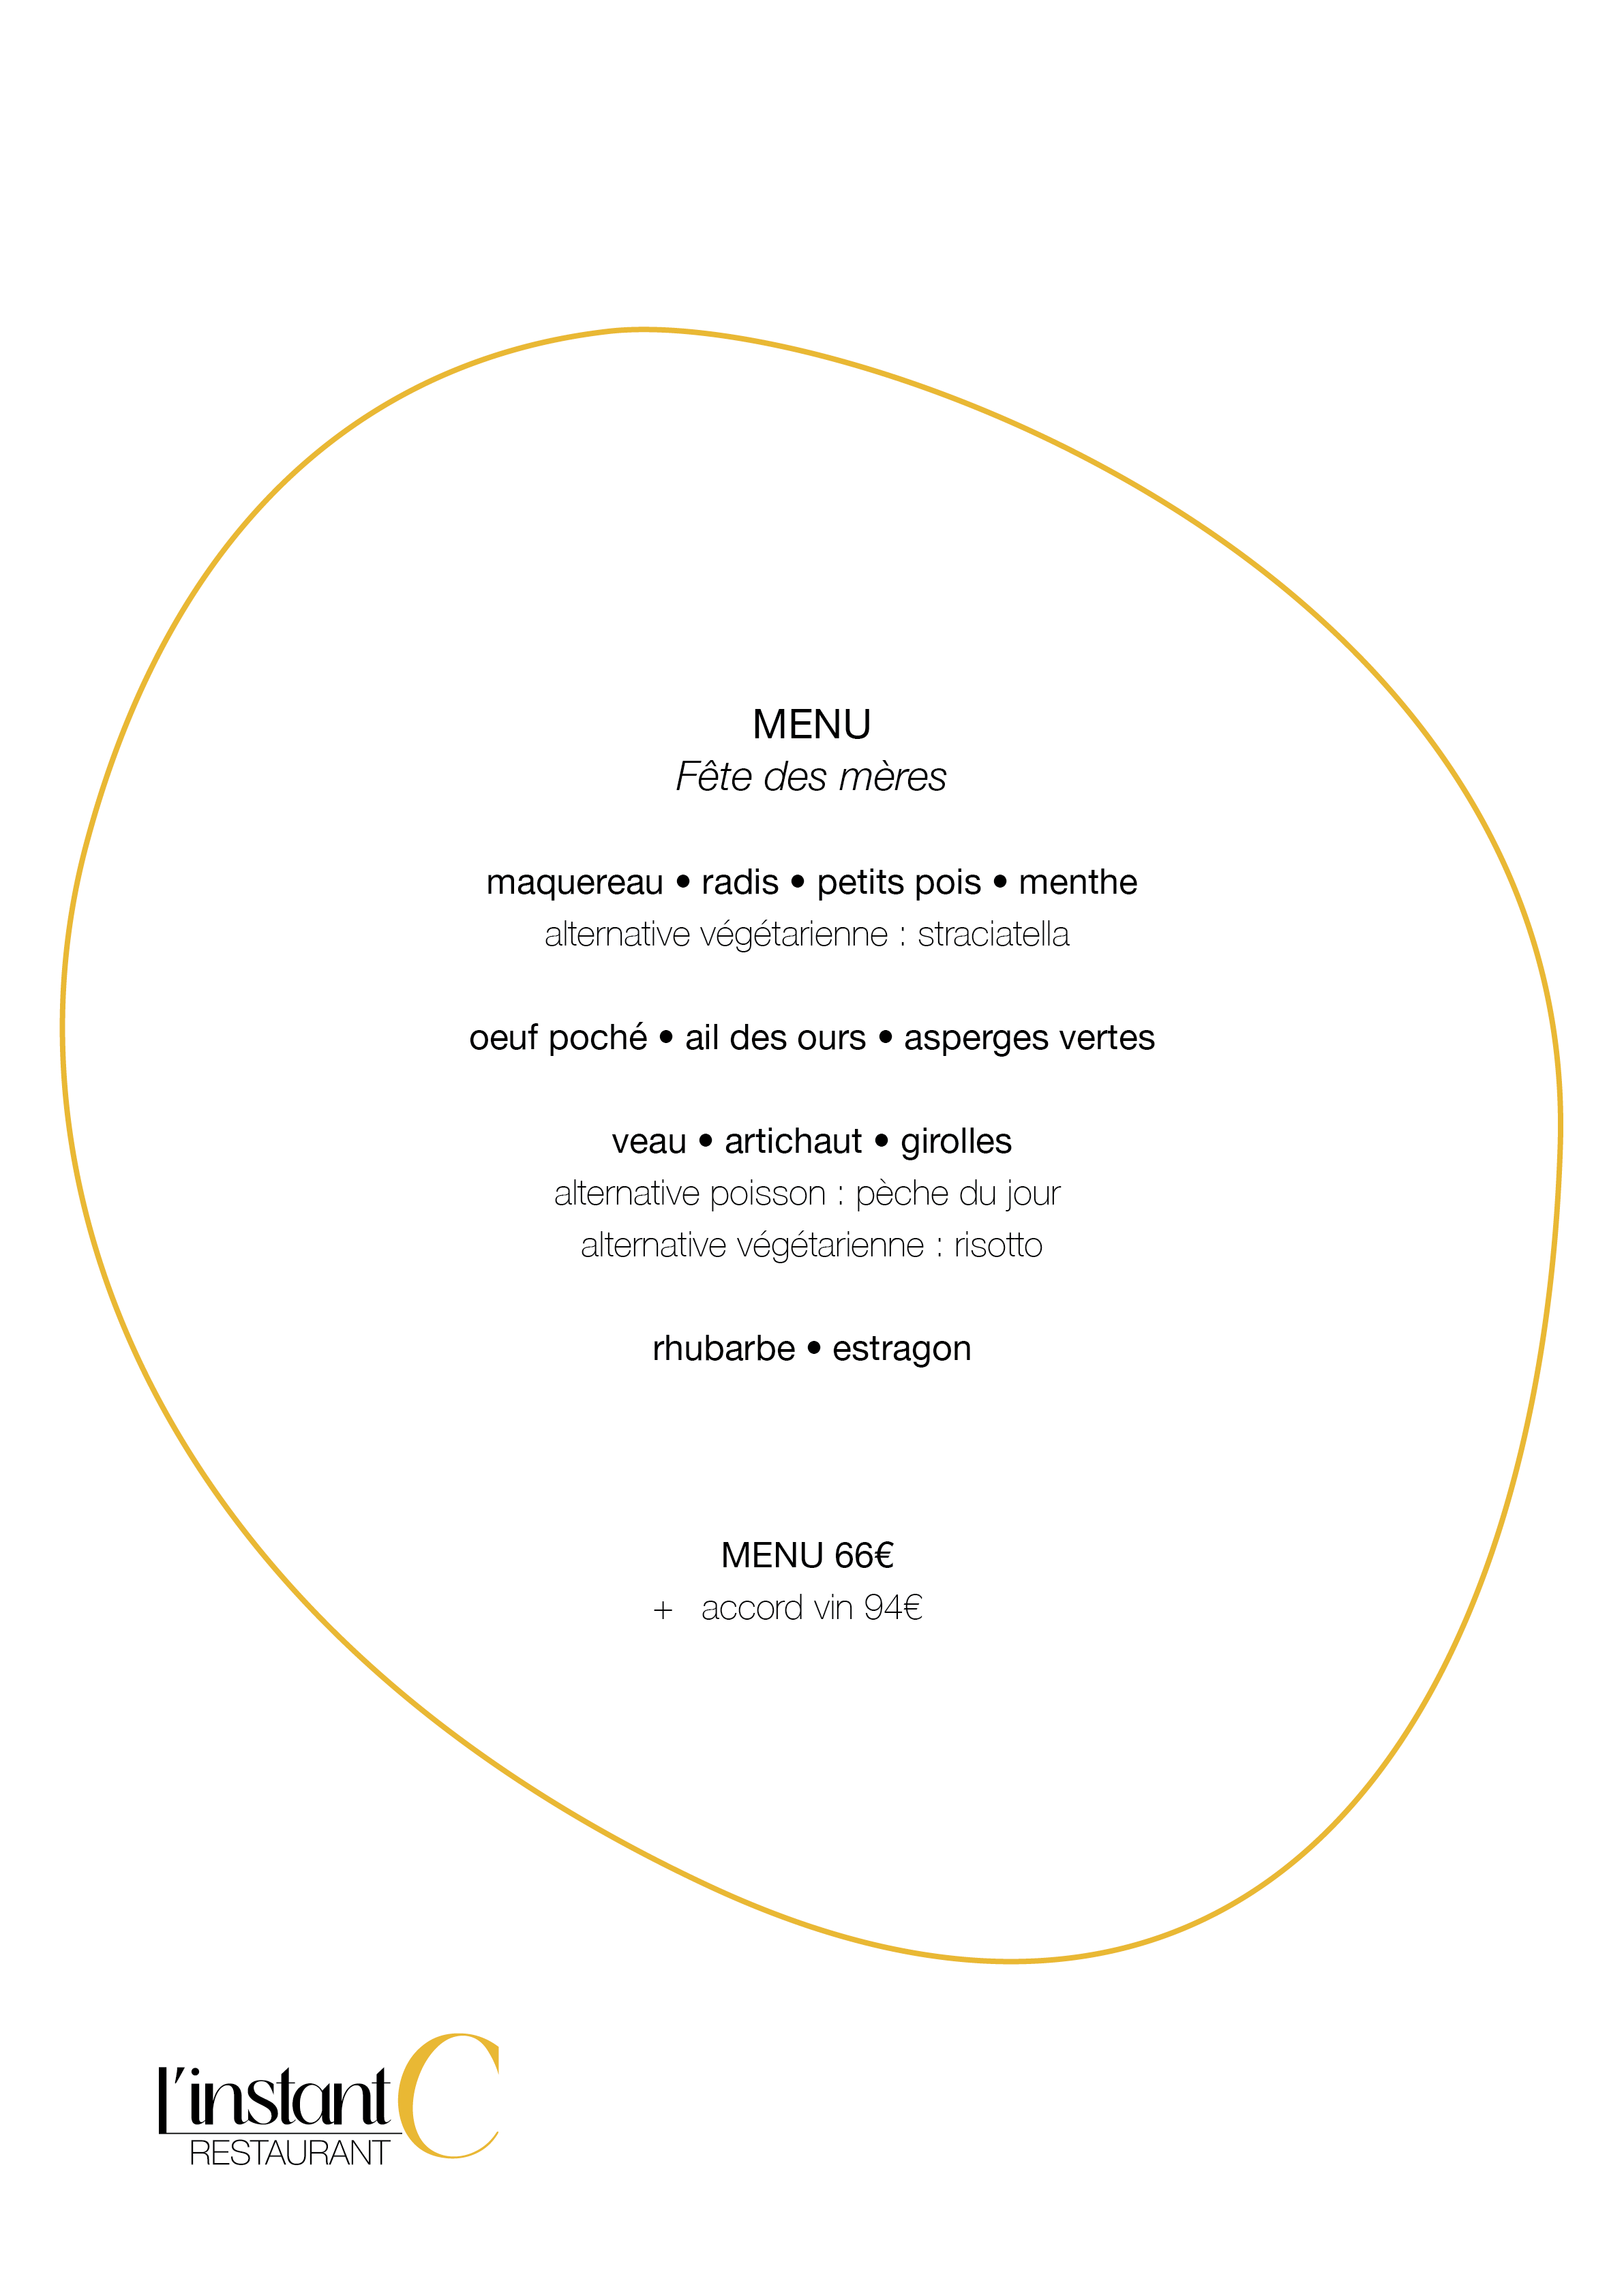 MENU
Fête des mères
maquereau • radis • petits pois • menthe
alternative végétarienne : straciatella
oeuf poché • ail des ours • asperges vertes
veau • artichaut • girolles
alternative poisson : pèche du jour
alternative végétarienne : risotto
rhubarbe • estragon
MENU 66€
+ accord vin 94€
l'instant C
RESTAURANT